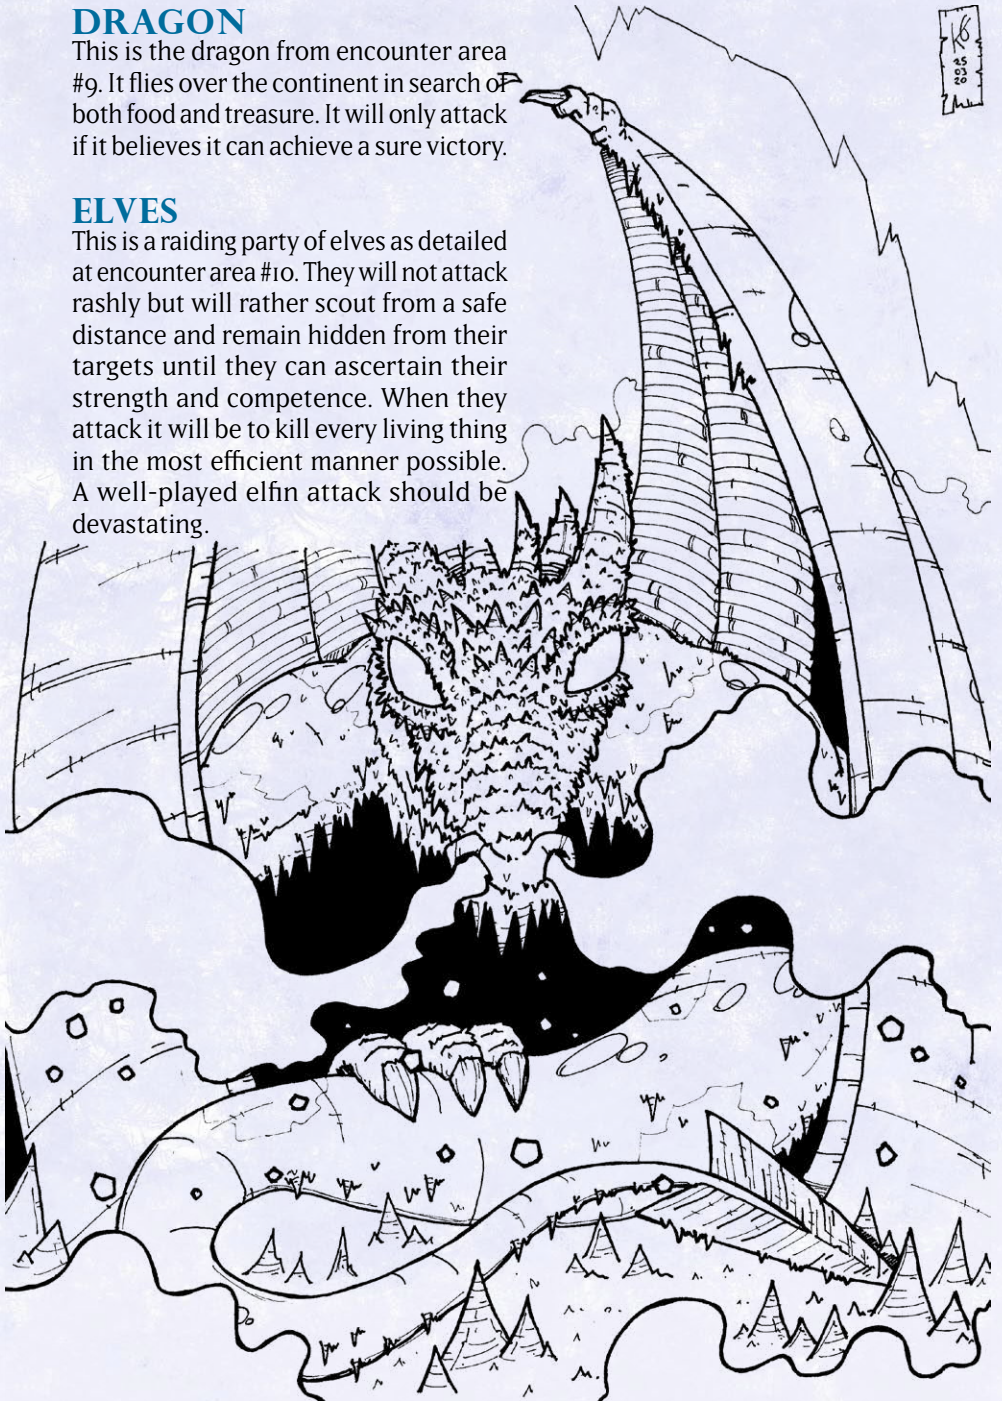 DRAGON
This is the dragon from encounter area
#9. It flies over the continent in search of
both food and treasure. It will only attack
if it believes it can achieve a sure victory.
ELVES
This is a raiding party of elves as detailed
at encounter area #10. They will not attack
rashly but will rather scout from a safe
distance and remain hidden from their
targets until they can ascertain their
strength and competence. When they
attack it will be to kill every living thing
in the most efficient manner possible.
A well-played elfin attack should be
devastating.
25
03
20